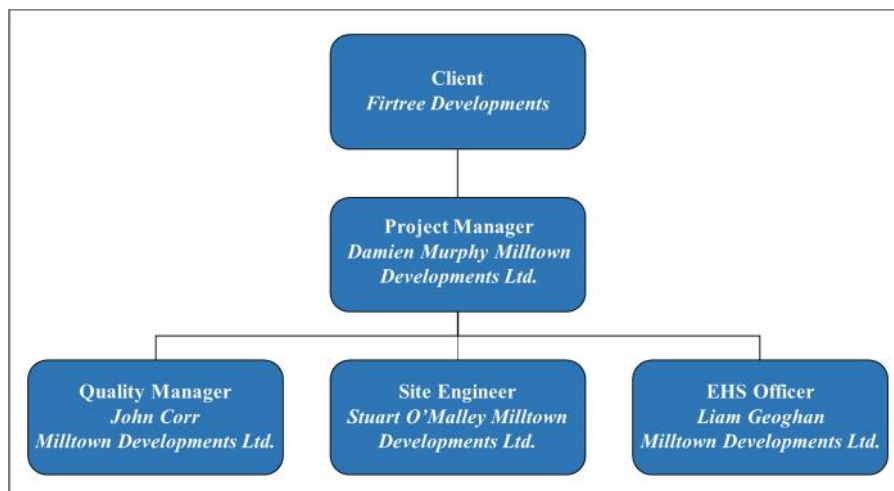 Client
Firtree Developments
Project Manager
Damien Murphy Milltown
Developments Ltd.
Quality Manager
John Corr
Milltown Developments Ltd.
Site Engineer
Stuart O'Malley Milltown
Developments Ltd.
EHS Officer
Liam Geoghan
Milltown Developments Ltd.